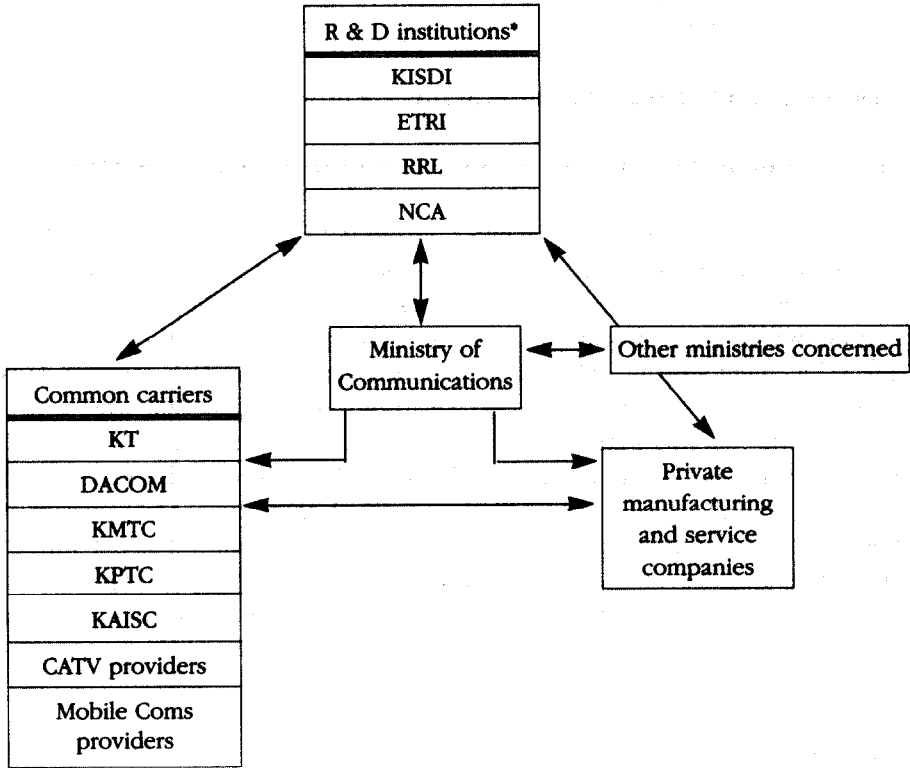 R & D institutions*
KISDI
ETRI
RRL
NCA
Ministry of
Communications
Other ministries concerned
Common carriers
KT
DACOM
KMTC
KPTC
KAISC
CATV providers
Mobile Coms
providers
Private
manufacturing
and service
companies